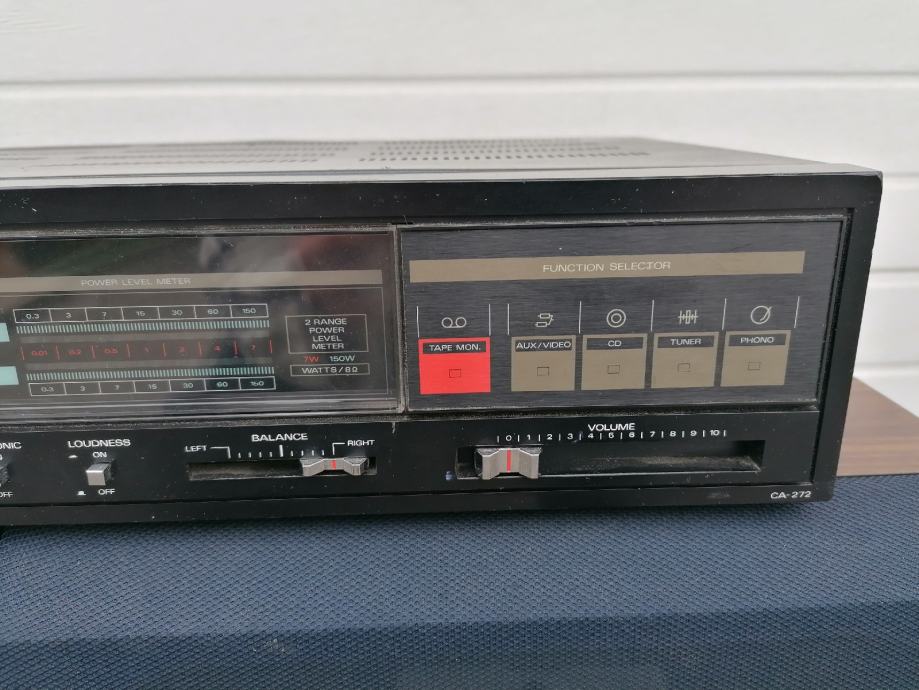 POWER LEVEL METER
0.3 3 7 15 30 60 150
0.01 0.2 0.5 1 2 4 7
0.3 3 7 15 30 60 150
2 RANGE
POWER
LEVEL
METER
7W 150W
WATTS/8Ω
FUNCTION SELECTOR
TAPE MON. AUX/VIDEO CD TUNER PHONO
ONIC
OFF
LOUDNESS
ON
OFF
BALANCE
LEFT RIGHT
VOLUME
0 1 2 3 4 5 6 7 8 9 10
CA-272